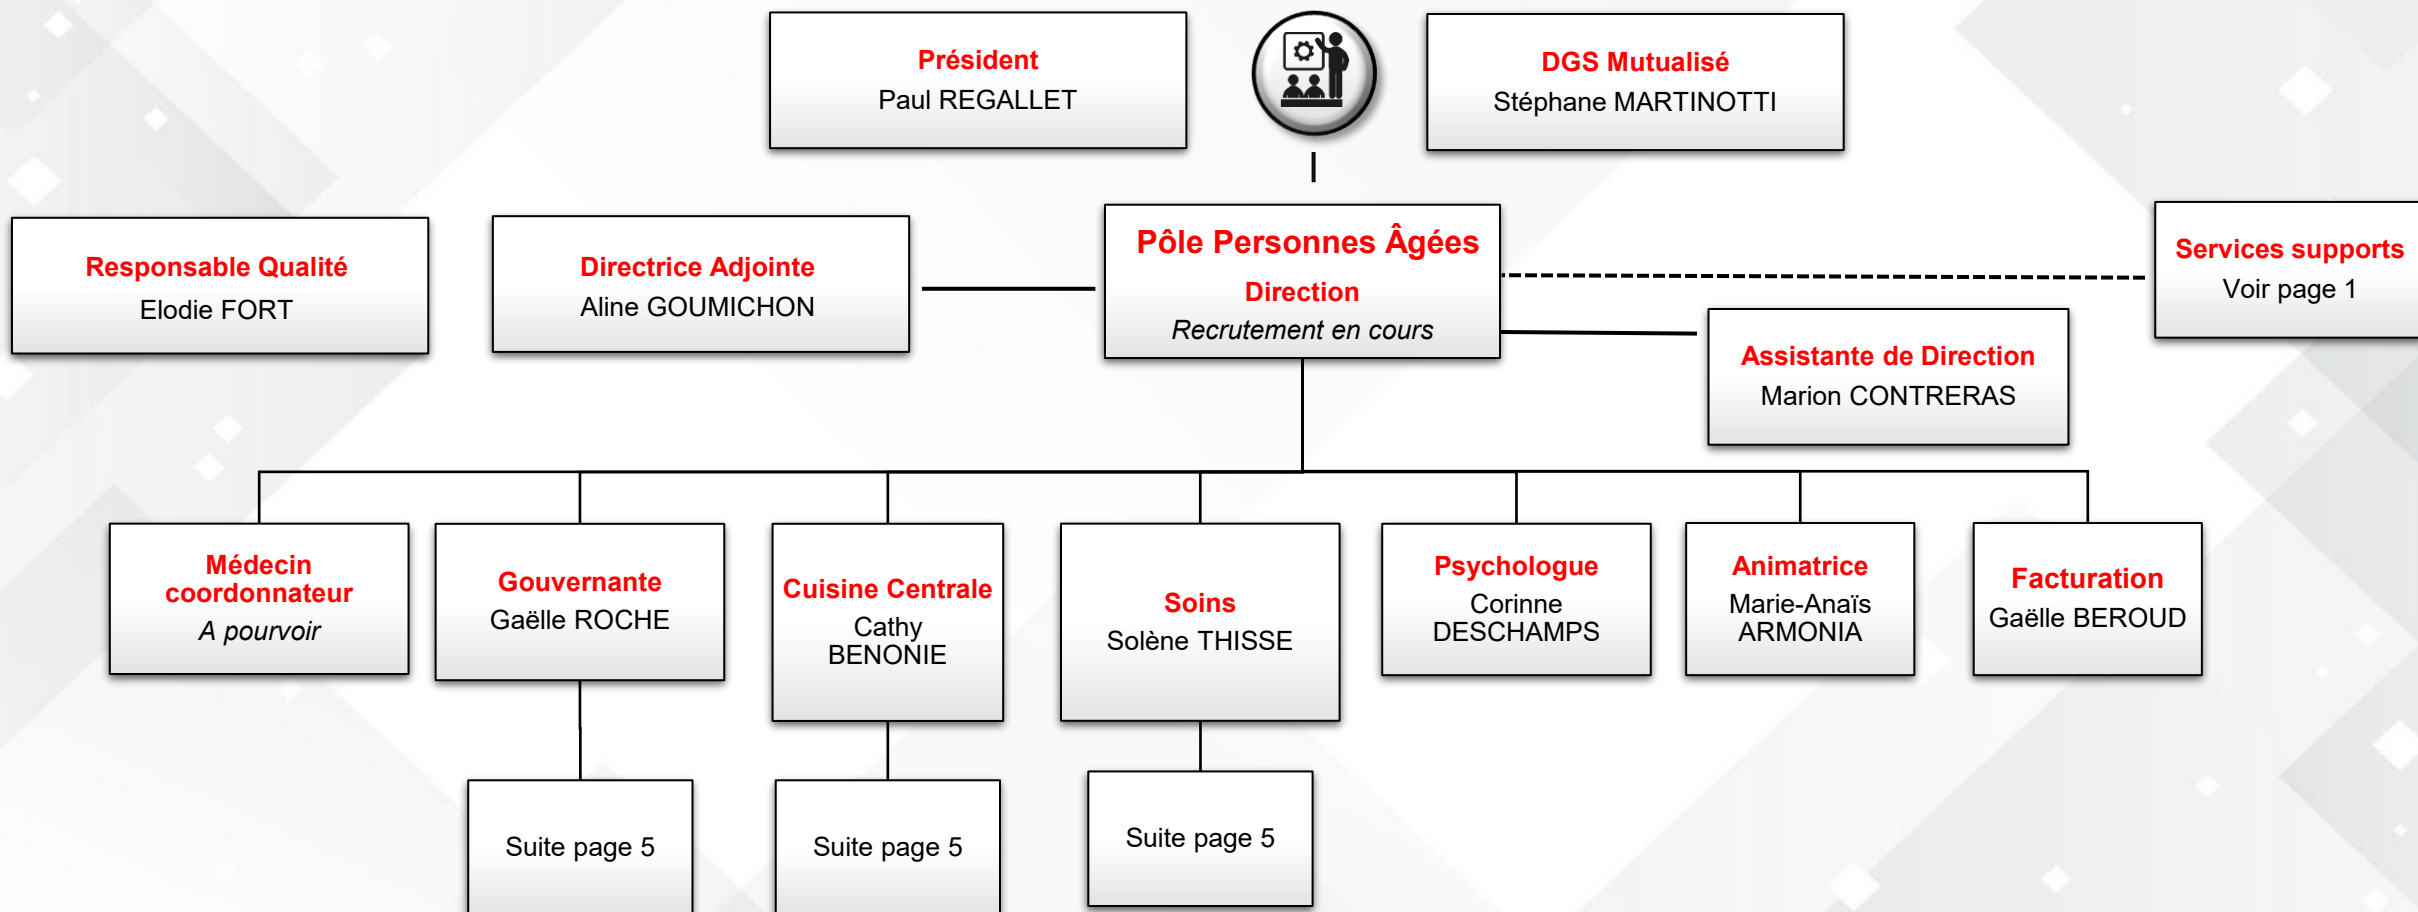 Président
Paul REGALLET
DGS Mutualisé
Stéphane MARTINOTTI
Responsable Qualité
Elodie FORT
Directrice Adjointe
Aline GOUMICHON
Pôle Personnes Âgées
Direction
Recrutement en cours
Services supports
Voir page 1
Assistante de Direction
Marion CONTRERAS
Médecin
coordonnateur
A pourvoir
Gouvernante
Gaëlle ROCHE
Cuisine Centrale
Cathy
BENONIE
Soins
Solène THISSE
Psychologue
Corinne
DESCHAMPS
Animatrice
Marie-Anaïs
ARMONIA
Facturation
Gaëlle BEROUD
Suite page 5
Suite page 5
Suite page 5